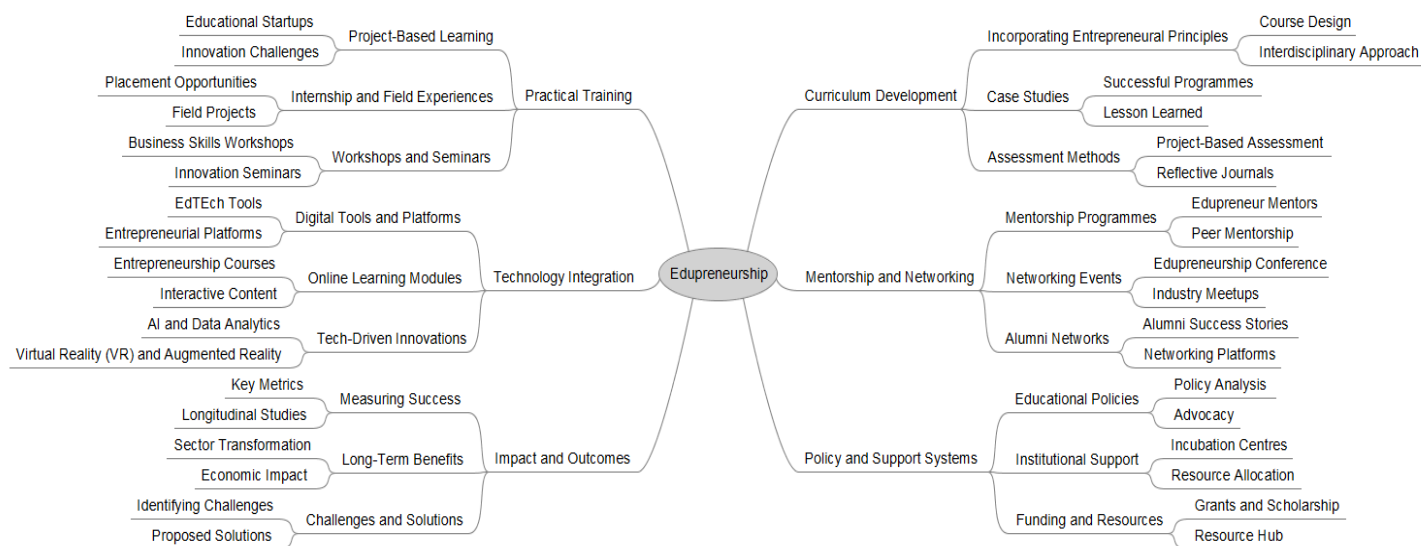 Educational Startups
Innovation Challenges
Project-Based Learning
Placement Opportunities
Field Projects
Internship and Field Experiences
Business Skills Workshops
Innovation Seminars
Workshops and Seminars
Practical Training
EdTEch Tools
Entrepreneurial Platforms
Digital Tools and Platforms
Entrepreneurship Courses
Interactive Content
Online Learning Modules
AI and Data Analytics
Virtual Reality (VR) and Augmented Reality
Tech-Driven Innovations
Technology Integration
Key Metrics
Longitudinal Studies
Measuring Success
Sector Transformation
Economic Impact
Long-Term Benefits
Identifying Challenges
Proposed Solutions
Challenges and Solutions
Impact and Outcomes
Edupreneurship
Curriculum Development
Incorporating Entrepreneural Principles
Course Design
Interdisciplinary Approach
Case Studies
Successful Programmes
Lesson Learned
Assessment Methods
Project-Based Assessment
Reflective Journals
Mentorship and Networking
Mentorship Programmes
Edupreneur Mentors
Peer Mentorship
Networking Events
Edupreneurship Conference
Industry Meetups
Alumni Networks
Alumni Success Stories
Networking Platforms
Policy and Support Systems
Educational Policies
Policy Analysis
Advocacy
Institutional Support
Incubation Centres
Resource Allocation
Funding and Resources
Grants and Scholarship
Resource Hub